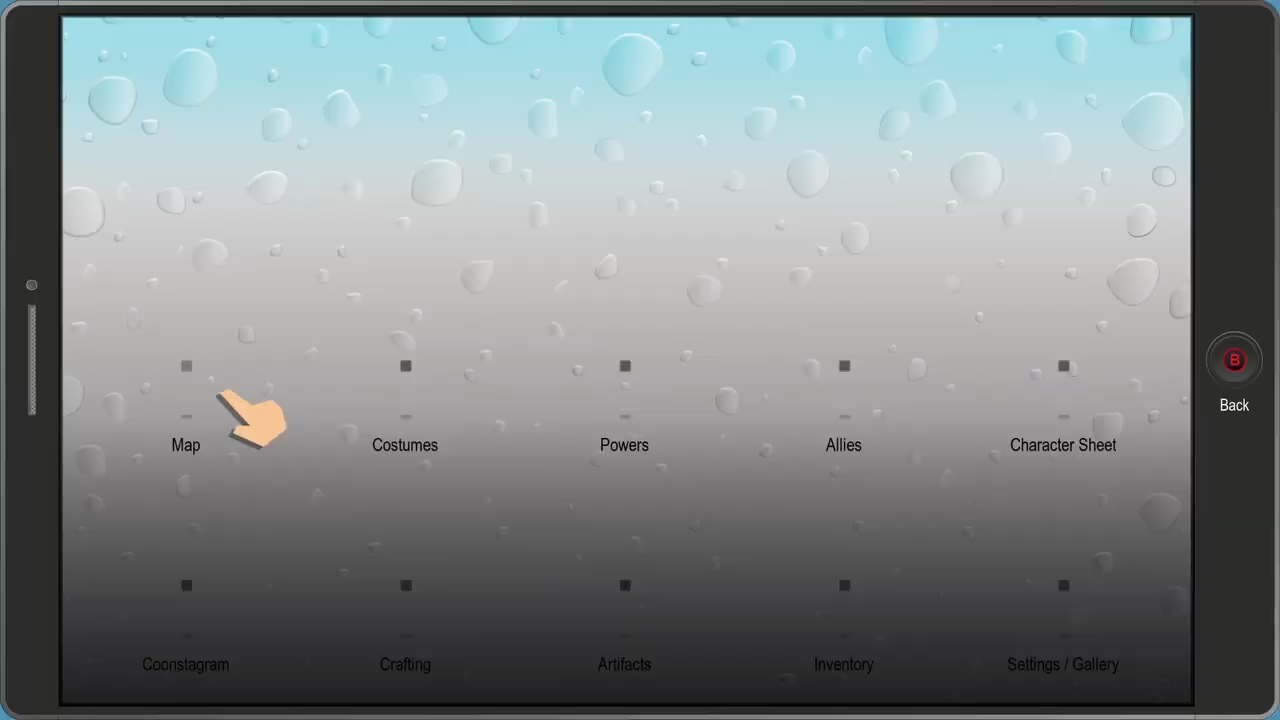 B
Back
Map Costumes Powers Allies Character Sheet
Coonstagram Crafting Artifacts Inventory Settings / Gallery